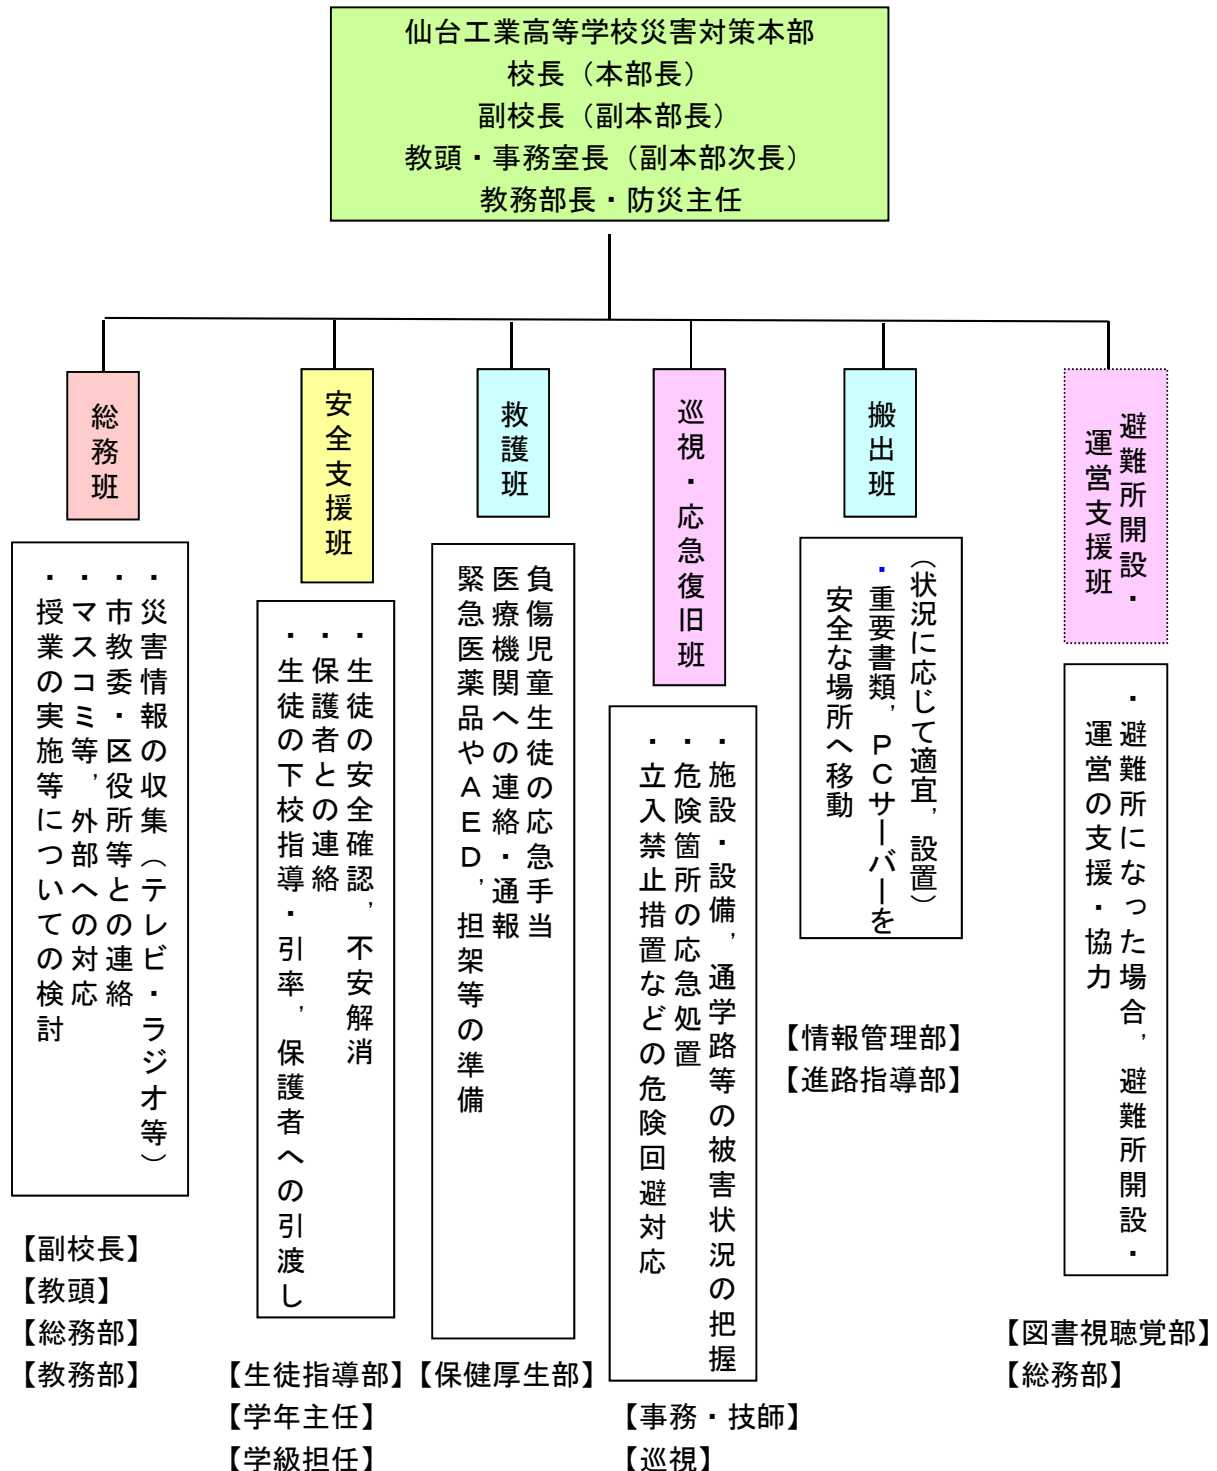 仙台工業高等学校災害対策本部
校長（本部長）
副校長（副本部長）
教頭・事務室長（副本部次長）
教務部長・防災主任
総務班
・災害情報の収集（テレビ・ラジオ等）
・市教委・区役所等との連絡
・マスコミ等，外部への対応
・授業の実施等についての検討
【副校長】
【教頭】
【総務部】
【教務部】
安全支援班
・生徒の安全確認，不安解消
・保護者との連絡
・生徒の下校指導・引率，保護者への引渡し
【生徒指導部】
【学年主任】
【学級担任】
救護班
負傷児童生徒の応急手当
医療機関への連絡・通報
緊急医薬品やＡＥＤ，担架等の準備
【保健厚生部】
巡視・応急復旧班
・施設・設備，通学路等の被害状況の把握
・危険箇所の応急処置
・立入禁止措置などの危険回避対応
【事務・技師】
【巡視】
搬出班
（状況に応じて適宜，設置）
・重要書類，ＰＣサーバーを
安全な場所へ移動
【情報管理部】
【進路指導部】
避難所開設・
運営支援班
・避難所になった場合，避難所開設・
運営の支援・協力
【図書視聴覚部】
【総務部】